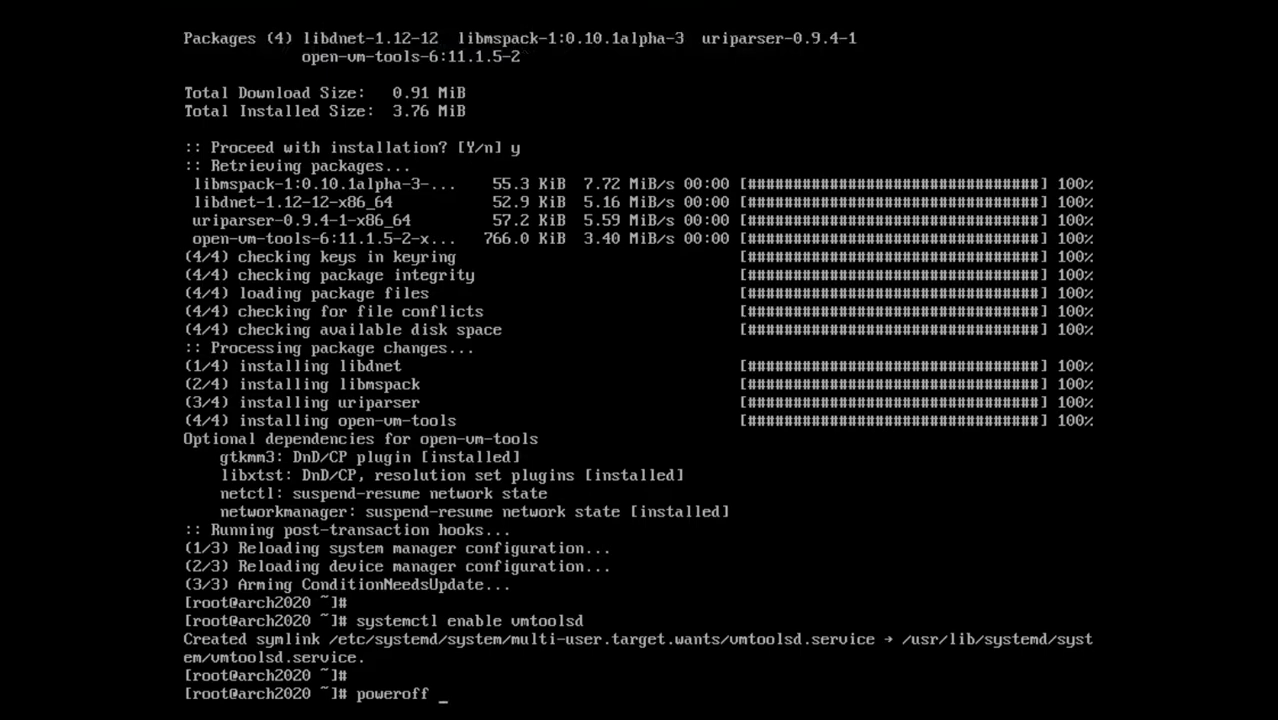 Packages (4) libdnet-1.12-12  libmspack-1:0.10.1alpha-3  uriparser-0.9.4-1
open-vm-tools-6:11.1.5-2
Total Download Size:   0.91 MiB
Total Installed Size:  3.76 MiB
:: Proceed with installation? [Y/n] y
:: Retrieving packages...
libmspack-1:0.10.1alpha-3-...    55.3 KiB  7.72 MiB/s 00:00 [################################] 100%
libdnet-1.12-12-x86_64           52.9 KiB  5.16 MiB/s 00:00 [################################] 100%
uriparser-0.9.4-1-x86_64         57.2 KiB  5.59 MiB/s 00:00 [################################] 100%
open-vm-tools-6:11.1.5-2-x...   766.0 KiB  3.40 MiB/s 00:00 [################################] 100%
(4/4) checking keys in keyring                               [################################] 100%
(4/4) checking package integrity                             [################################] 100%
(4/4) loading package files                                  [################################] 100%
(4/4) checking for file conflicts                            [################################] 100%
(4/4) checking available disk space                          [################################] 100%
:: Processing package changes...
(1/4) installing libdnet                                     [################################] 100%
(2/4) installing libmspack                                   [################################] 100%
(3/4) installing uriparser                                   [################################] 100%
(4/4) installing open-vm-tools                               [################################] 100%
Optional dependencies for open-vm-tools
gtkmm3: DnD/CP plugin [installed]
libxtst: DnD/CP, resolution set plugins [installed]
netctl: suspend-resume network state
networkmanager: suspend-resume network state [installed]
:: Running post-transaction hooks...
(1/3) Reloading system manager configuration...
(2/3) Reloading device manager configuration...
(3/3) Arming ConditionNeedsUpdate...
[root@arch2020 ~]#
[root@arch2020 ~]# systemctl enable vmtoolsd
Created symlink /etc/systemd/system/multi-user.target.wants/vmtoolsd.service → /usr/lib/systemd/syst
em/vmtoolsd.service.
[root@arch2020 ~]#
[root@arch2020 ~]# poweroff _